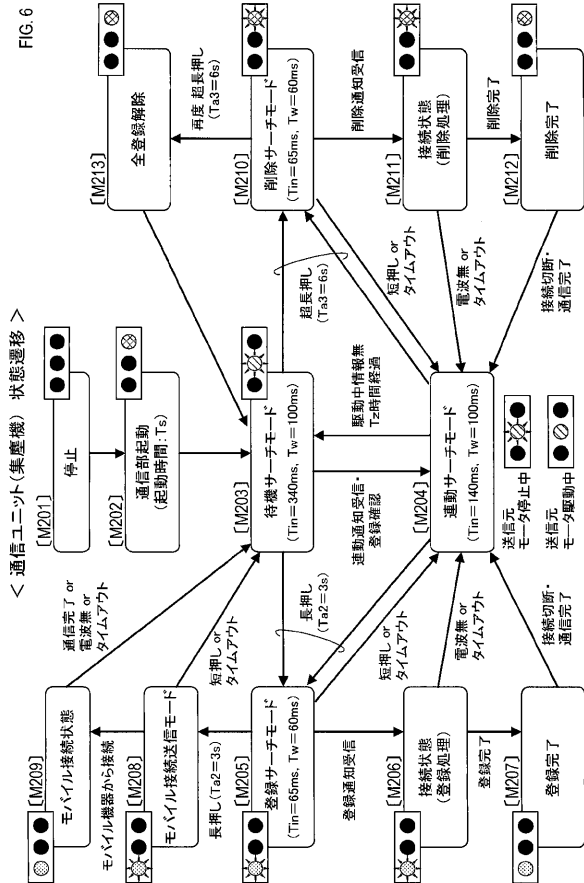 FIG. 6
< 通信ユニット(集塵機) 状態遷移 >
[M201]
停止
[M202]
通信部起動
(起動時間:Ts)
[M203]
待機サーチモード
(Tin=340ms, Tw=100ms)
[M204]
連動サーチモード
(Tin=140ms, Tw=100ms)
連動通知受信・
登録確認
駆動中情報無
Tz時間経過
送信元
モータ停止中
送信元
モータ駆動中
[M209]
モバイル接続状態
モバイル機器から接続
[M208]
モバイル接続送信モード
長押し(Ta2=3s)
[M205]
登録サーチモード
(Tin=65ms, Tw=60ms)
登録通知受信
[M206]
接続状態
(登録処理)
登録完了
[M207]
登録完了
通信完了 or
電波無 or
タイムアウト
短押し or
タイムアウト
長押し
(Ta2=3s)
短押し or
タイムアウト
電波無 or
タイムアウト
接続切断・
通信完了
[M213]
全登録解除
再度 超長押し
(Ta3=6s)
[M210]
削除サーチモード
(Tin=65ms, Tw=60ms)
削除通知受信
[M211]
接続状態
(削除処理)
削除完了
[M212]
削除完了
超長押し
(Ta3=6s)
短押し or
タイムアウト
電波無 or
タイムアウト
接続切断・
通信完了